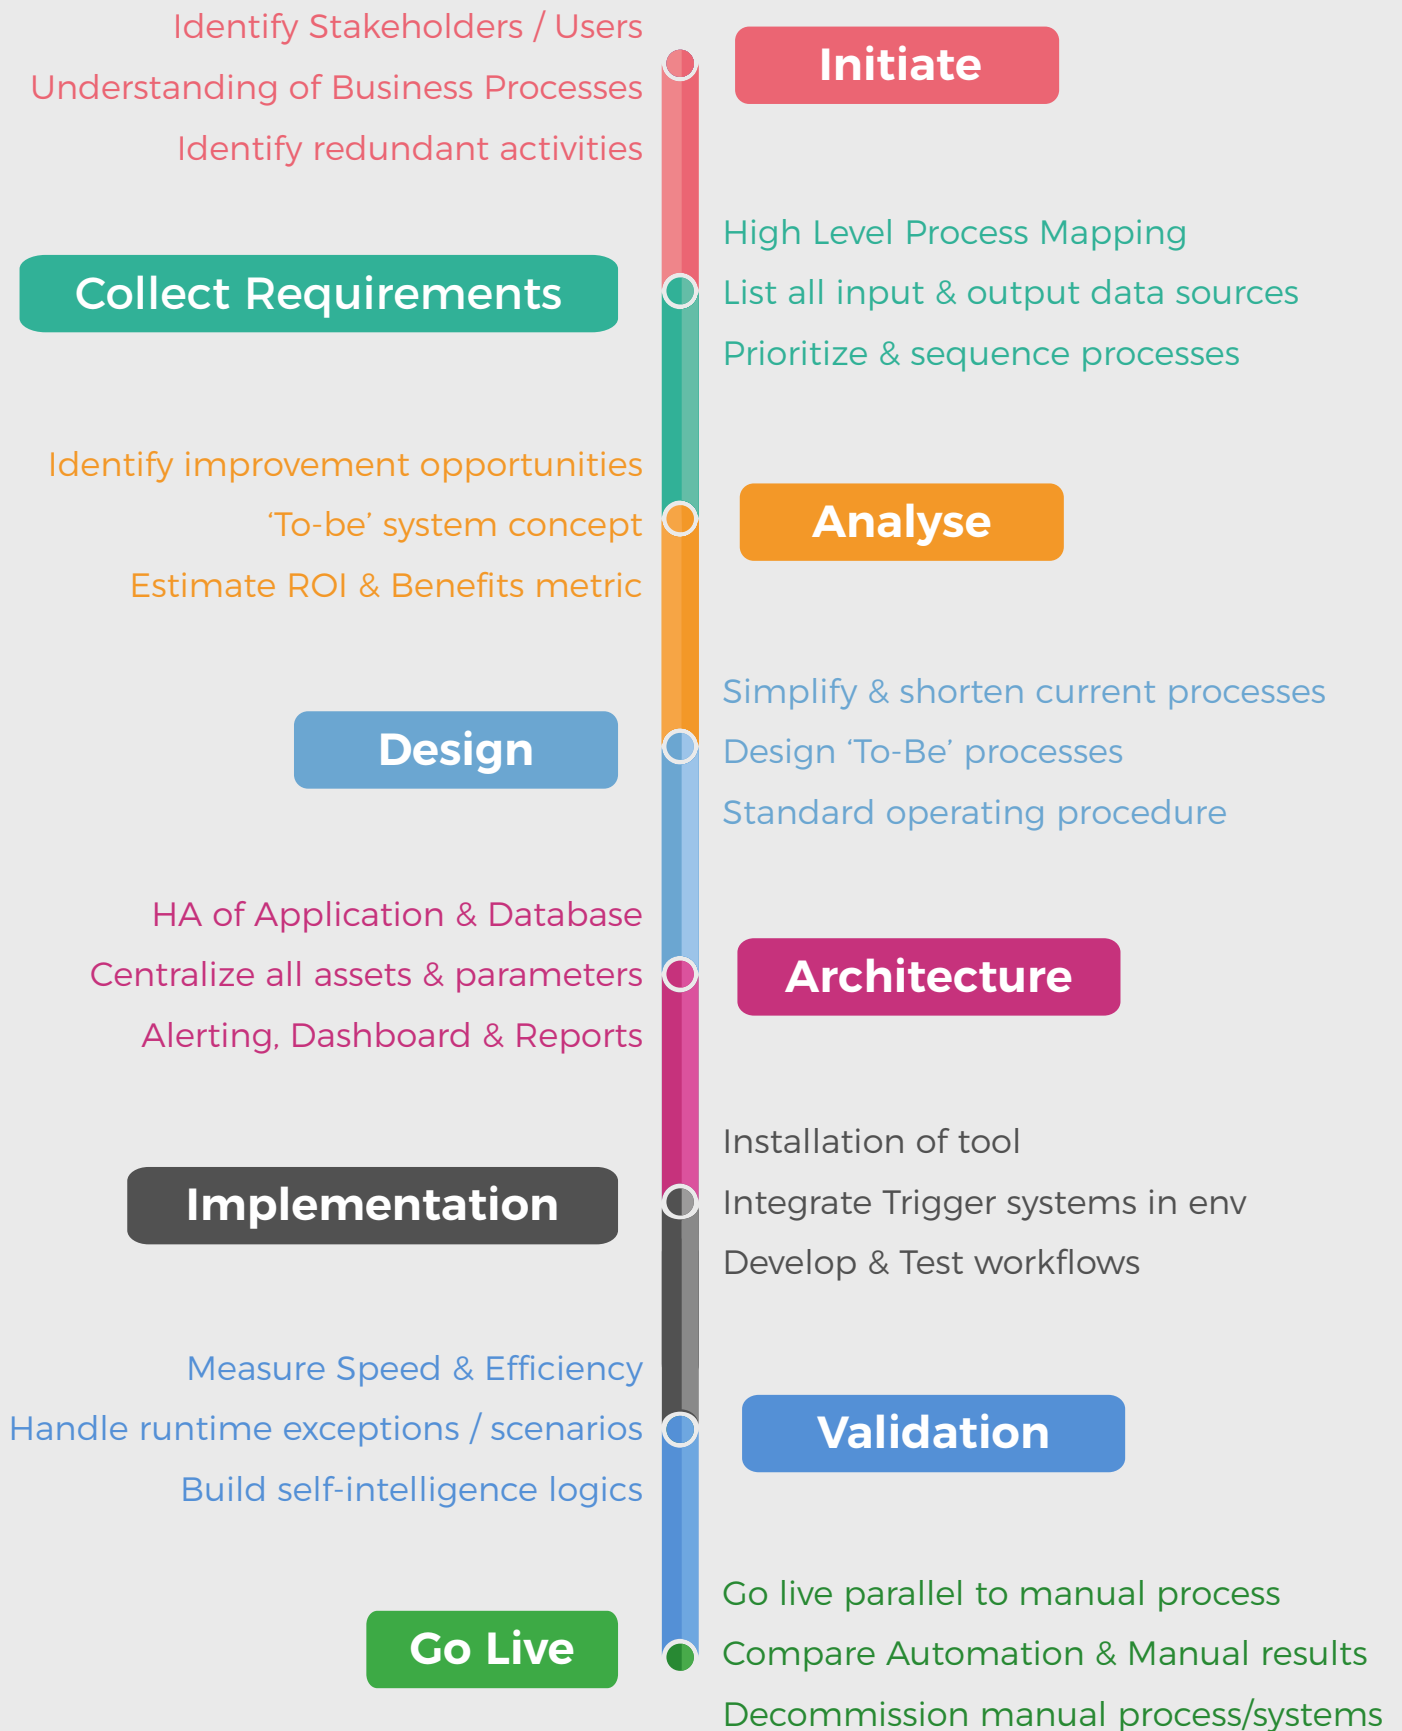 Identify Stakeholders / Users
Understanding of Business Processes
Identify redundant activities
Initiate
Collect Requirements
High Level Process Mapping
List all input & output data sources
Prioritize & sequence processes
Identify improvement opportunities
‘To-be’ system concept
Estimate ROI & Benefits metric
Analyse
Design
Simplify & shorten current processes
Design ‘To-Be’ processes
Standard operating procedure
HA of Application & Database
Centralize all assets & parameters
Alerting, Dashboard & Reports
Architecture
Implementation
Installation of tool
Integrate Trigger systems in env
Develop & Test workflows
Measure Speed & Efficiency
Handle runtime exceptions / scenarios
Build self-intelligence logics
Validation
Go Live
Go live parallel to manual process
Compare Automation & Manual results
Decommission manual process/systems